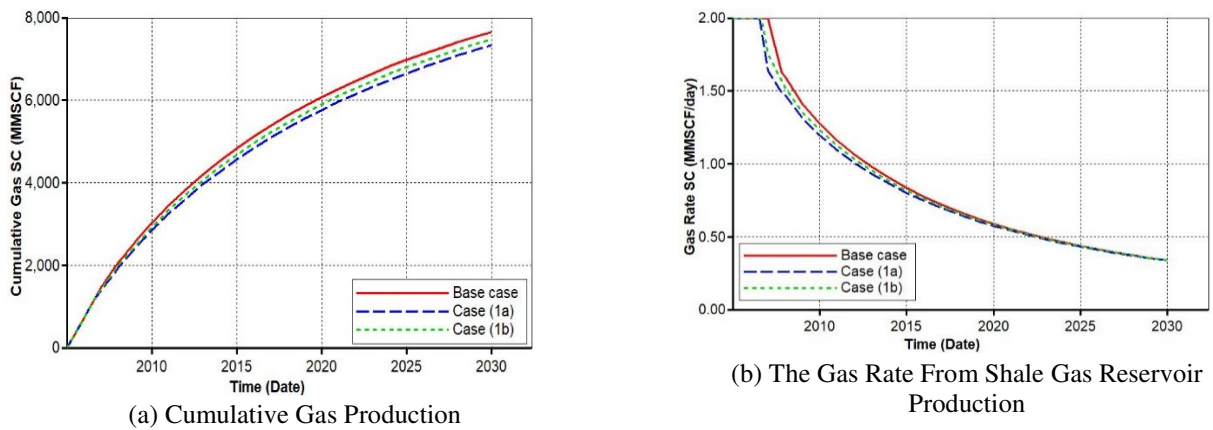 Cumulative Gas SC (MMSCF)
8,000
6,000
4,000
2,000
0
2010 2015 2020 2025 2030
Time (Date)
Base case
Case (1a)
Case (1b)
(a) Cumulative Gas Production
Gas Rate SC (MMSCF/day)
2.00
1.50
1.00
0.50
0.00
2010 2015 2020 2025 2030
Time (Date)
Base case
Case (1a)
Case (1b)
(b) The Gas Rate From Shale Gas Reservoir
Production